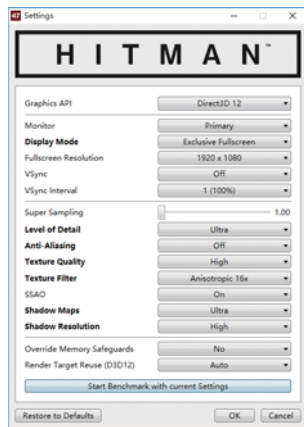 47 Settings
HITMAN™
Graphics API Direct3D 12
Monitor Primary
Display Mode Exclusive Fullscreen
Fullscreen Resolution 1920 x 1080
VSync Off
VSync Interval 1 (100%)
Super Sampling 1.00
Level of Detail Ultra
Anti-Aliasing Off
Texture Quality High
Texture Filter Anisotropic 16x
SSAO On
Shadow Maps Ultra
Shadow Resolution High
Override Memory Safeguards No
Render Target Reuse (D3D12) Auto
Start Benchmark with current Settings
Restore to Defaults OK Cancel